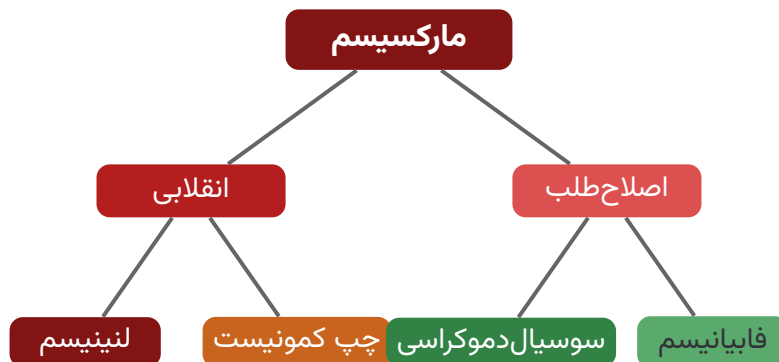 مارکسیسم
اصلاح‌طلب
انقلابی
فابیانیسم
سوسیال‌دموکراسی
چپ کمونیست
لنینیسم